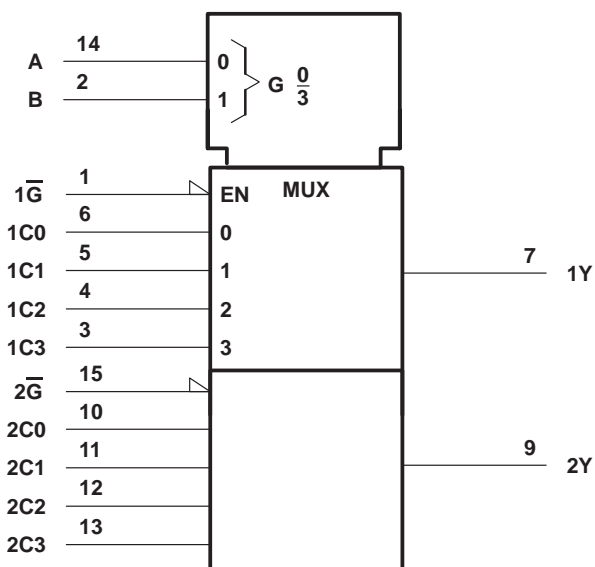 A 14 0
B 2 1 G 0/3
1G̅ 1 EN MUX
1C0 6 0
1C1 5 1
1C2 4 2
1C3 3 3
7 1Y
2G̅ 15
2C0 10
2C1 11
2C2 12
2C3 13
9 2Y